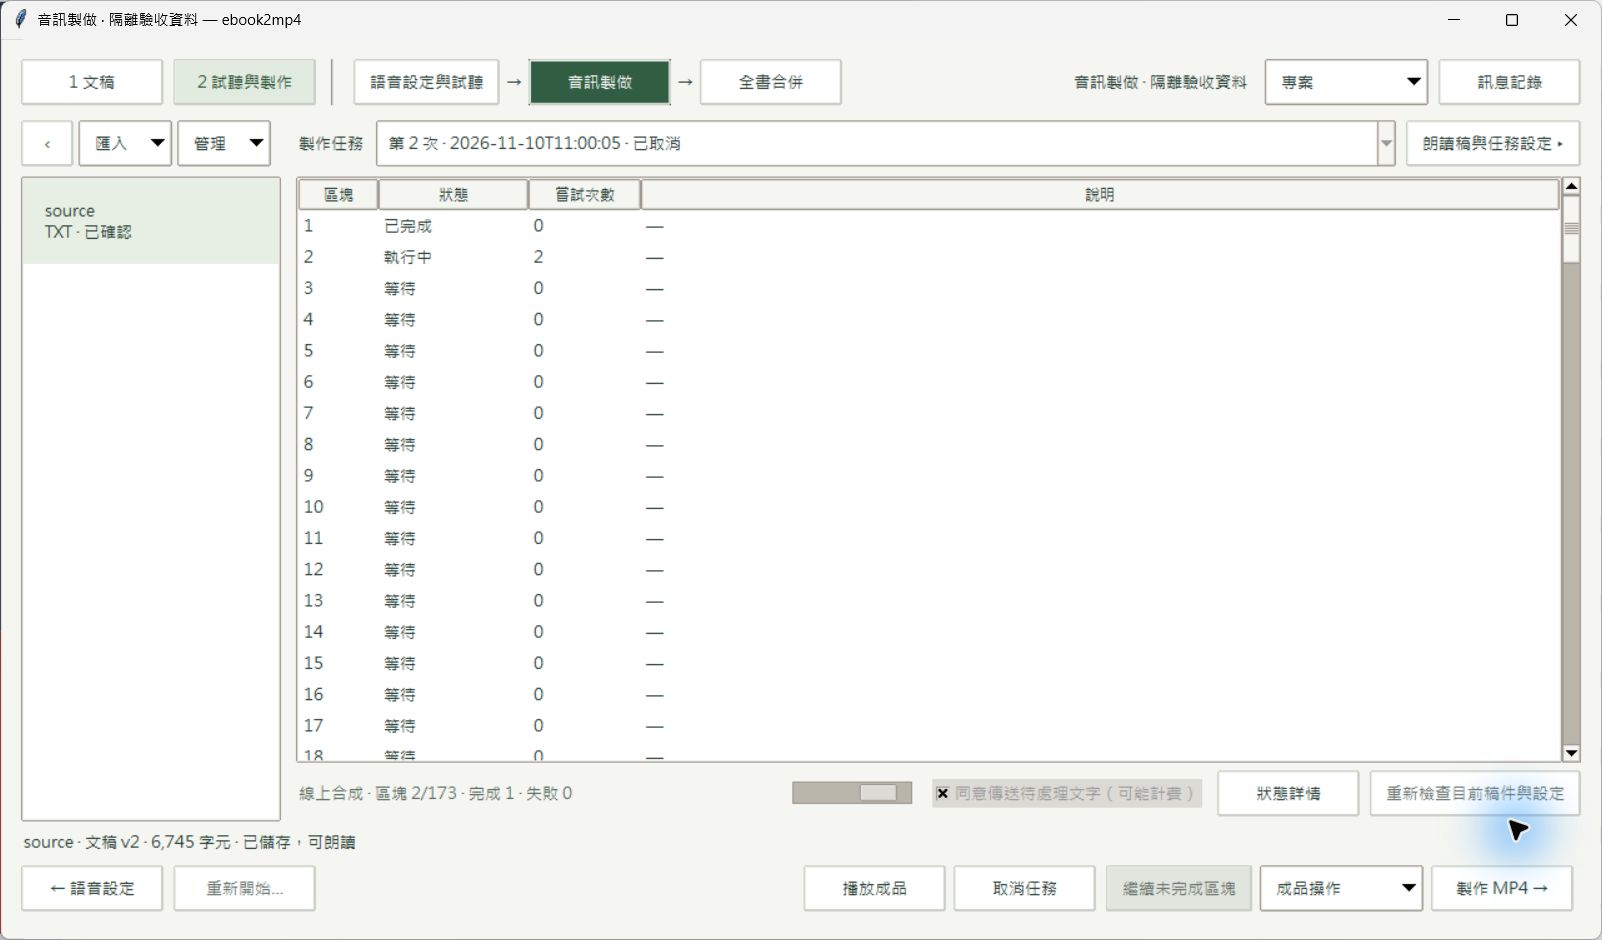 音訊製做 · 隔離驗收資料 — ebook2mp4
1 文稿 2 試聽與製作 語音設定與試聽 → 音訊製做 → 全書合併 音訊製做 · 隔離驗收資料 專案 訊息記錄
‹ 匯入 管理 製作任務 第 2 次 · 2026-11-10T11:00:05 · 已取消 朗讀稿與任務設定 ▸
source
TXT · 已確認
區塊 狀態 嘗試次數 說明
1 已完成 0 —
2 執行中 2 —
3 等待 0 —
4 等待 0 —
5 等待 0 —
6 等待 0 —
7 等待 0 —
8 等待 0 —
9 等待 0 —
10 等待 0 —
11 等待 0 —
12 等待 0 —
13 等待 0 —
14 等待 0 —
15 等待 0 —
16 等待 0 —
17 等待 0 —
18 等待 0 —
線上合成 · 區塊 2/173 · 完成 1 · 失敗 0 同意傳送待處理文字（可能計費） 狀態詳情 重新檢查目前稿件與設定
source · 文稿 v2 · 6,745 字元 · 已儲存，可朗讀
← 語音設定 重新開始... 播放成品 取消任務 繼續未完成區塊 成品操作 製作 MP4 →